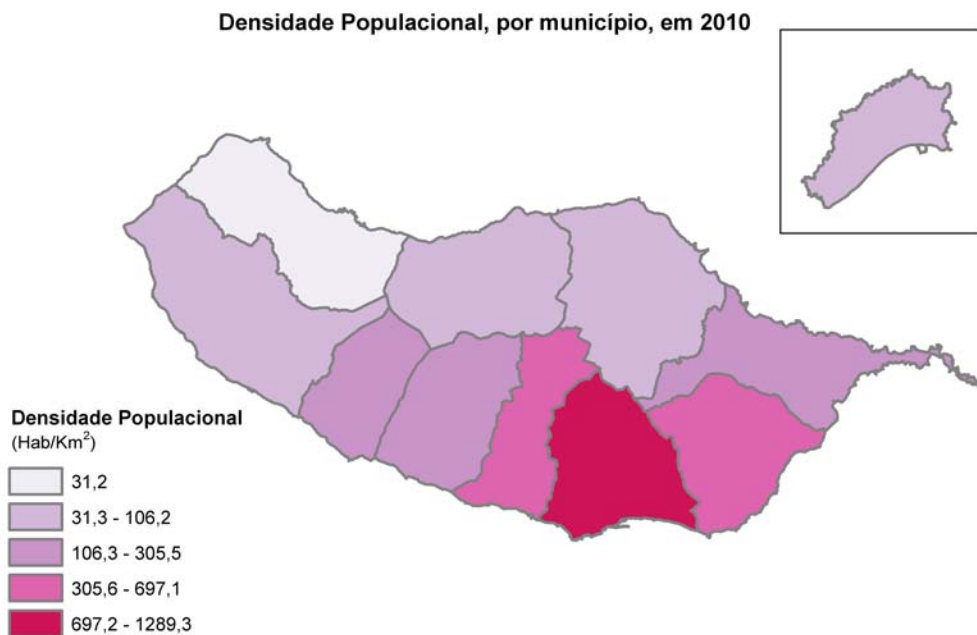 Densidade Populacional, por município, em 2010
Densidade Populacional
(Hab/Km²)
31,2
31,3 - 106,2
106,3 - 305,5
305,6 - 697,1
697,2 - 1289,3